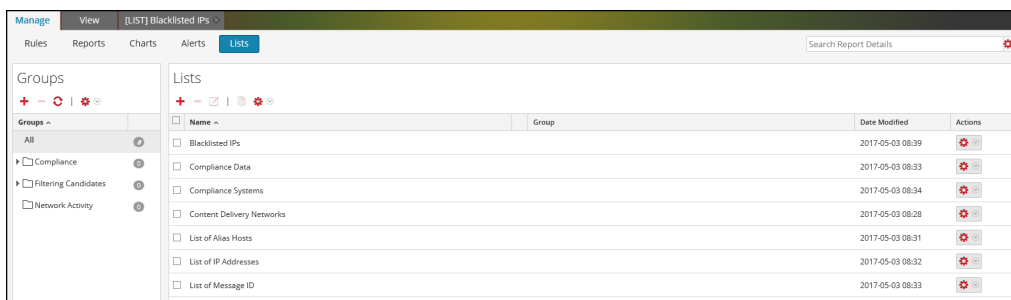 Manage View [LIST] Blacklisted IPs
Rules Reports Charts Alerts Lists Search Report Details
Groups
Lists
Groups
Name Group Date Modified Actions
All
Blacklisted IPs 2017-05-03 08:39
Compliance 0
Compliance Data 2017-05-03 08:33
Filtering Candidates 0
Compliance Systems 2017-05-03 08:34
Network Activity 0
Content Delivery Networks 2017-05-03 08:28
List of Alias Hosts 2017-05-03 08:31
List of IP Addresses 2017-05-03 08:32
List of Message ID 2017-05-03 08:33